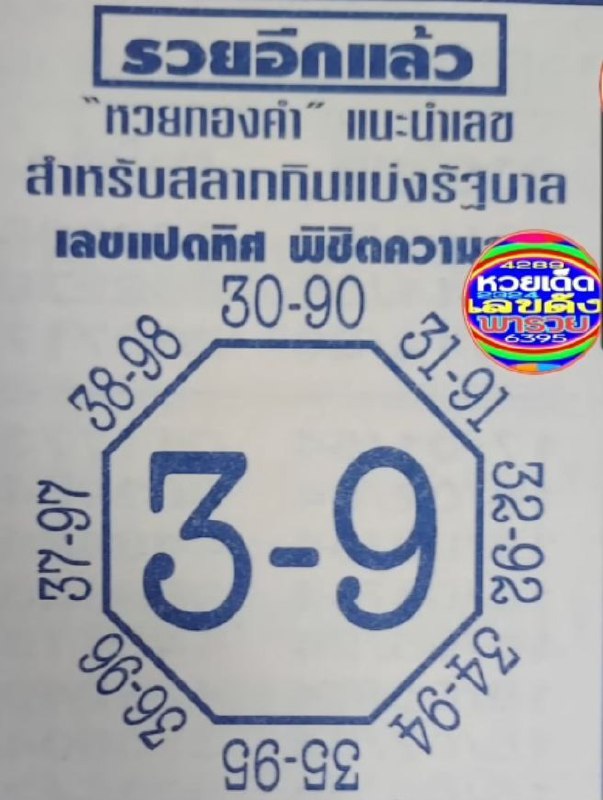 รวยอีกแล้ว
"หวยทองคำ" แนะนำเลข
สำหรับสลากกินแบ่งรัฐบาล
เลขแปดทิศ พิชิตความ
4289
หวยเด็ด
2924
เลขดัง
พารวย
6395
30-90
38-98
31-91
3-9
37-97
32-92
36-96
34-94
35-95